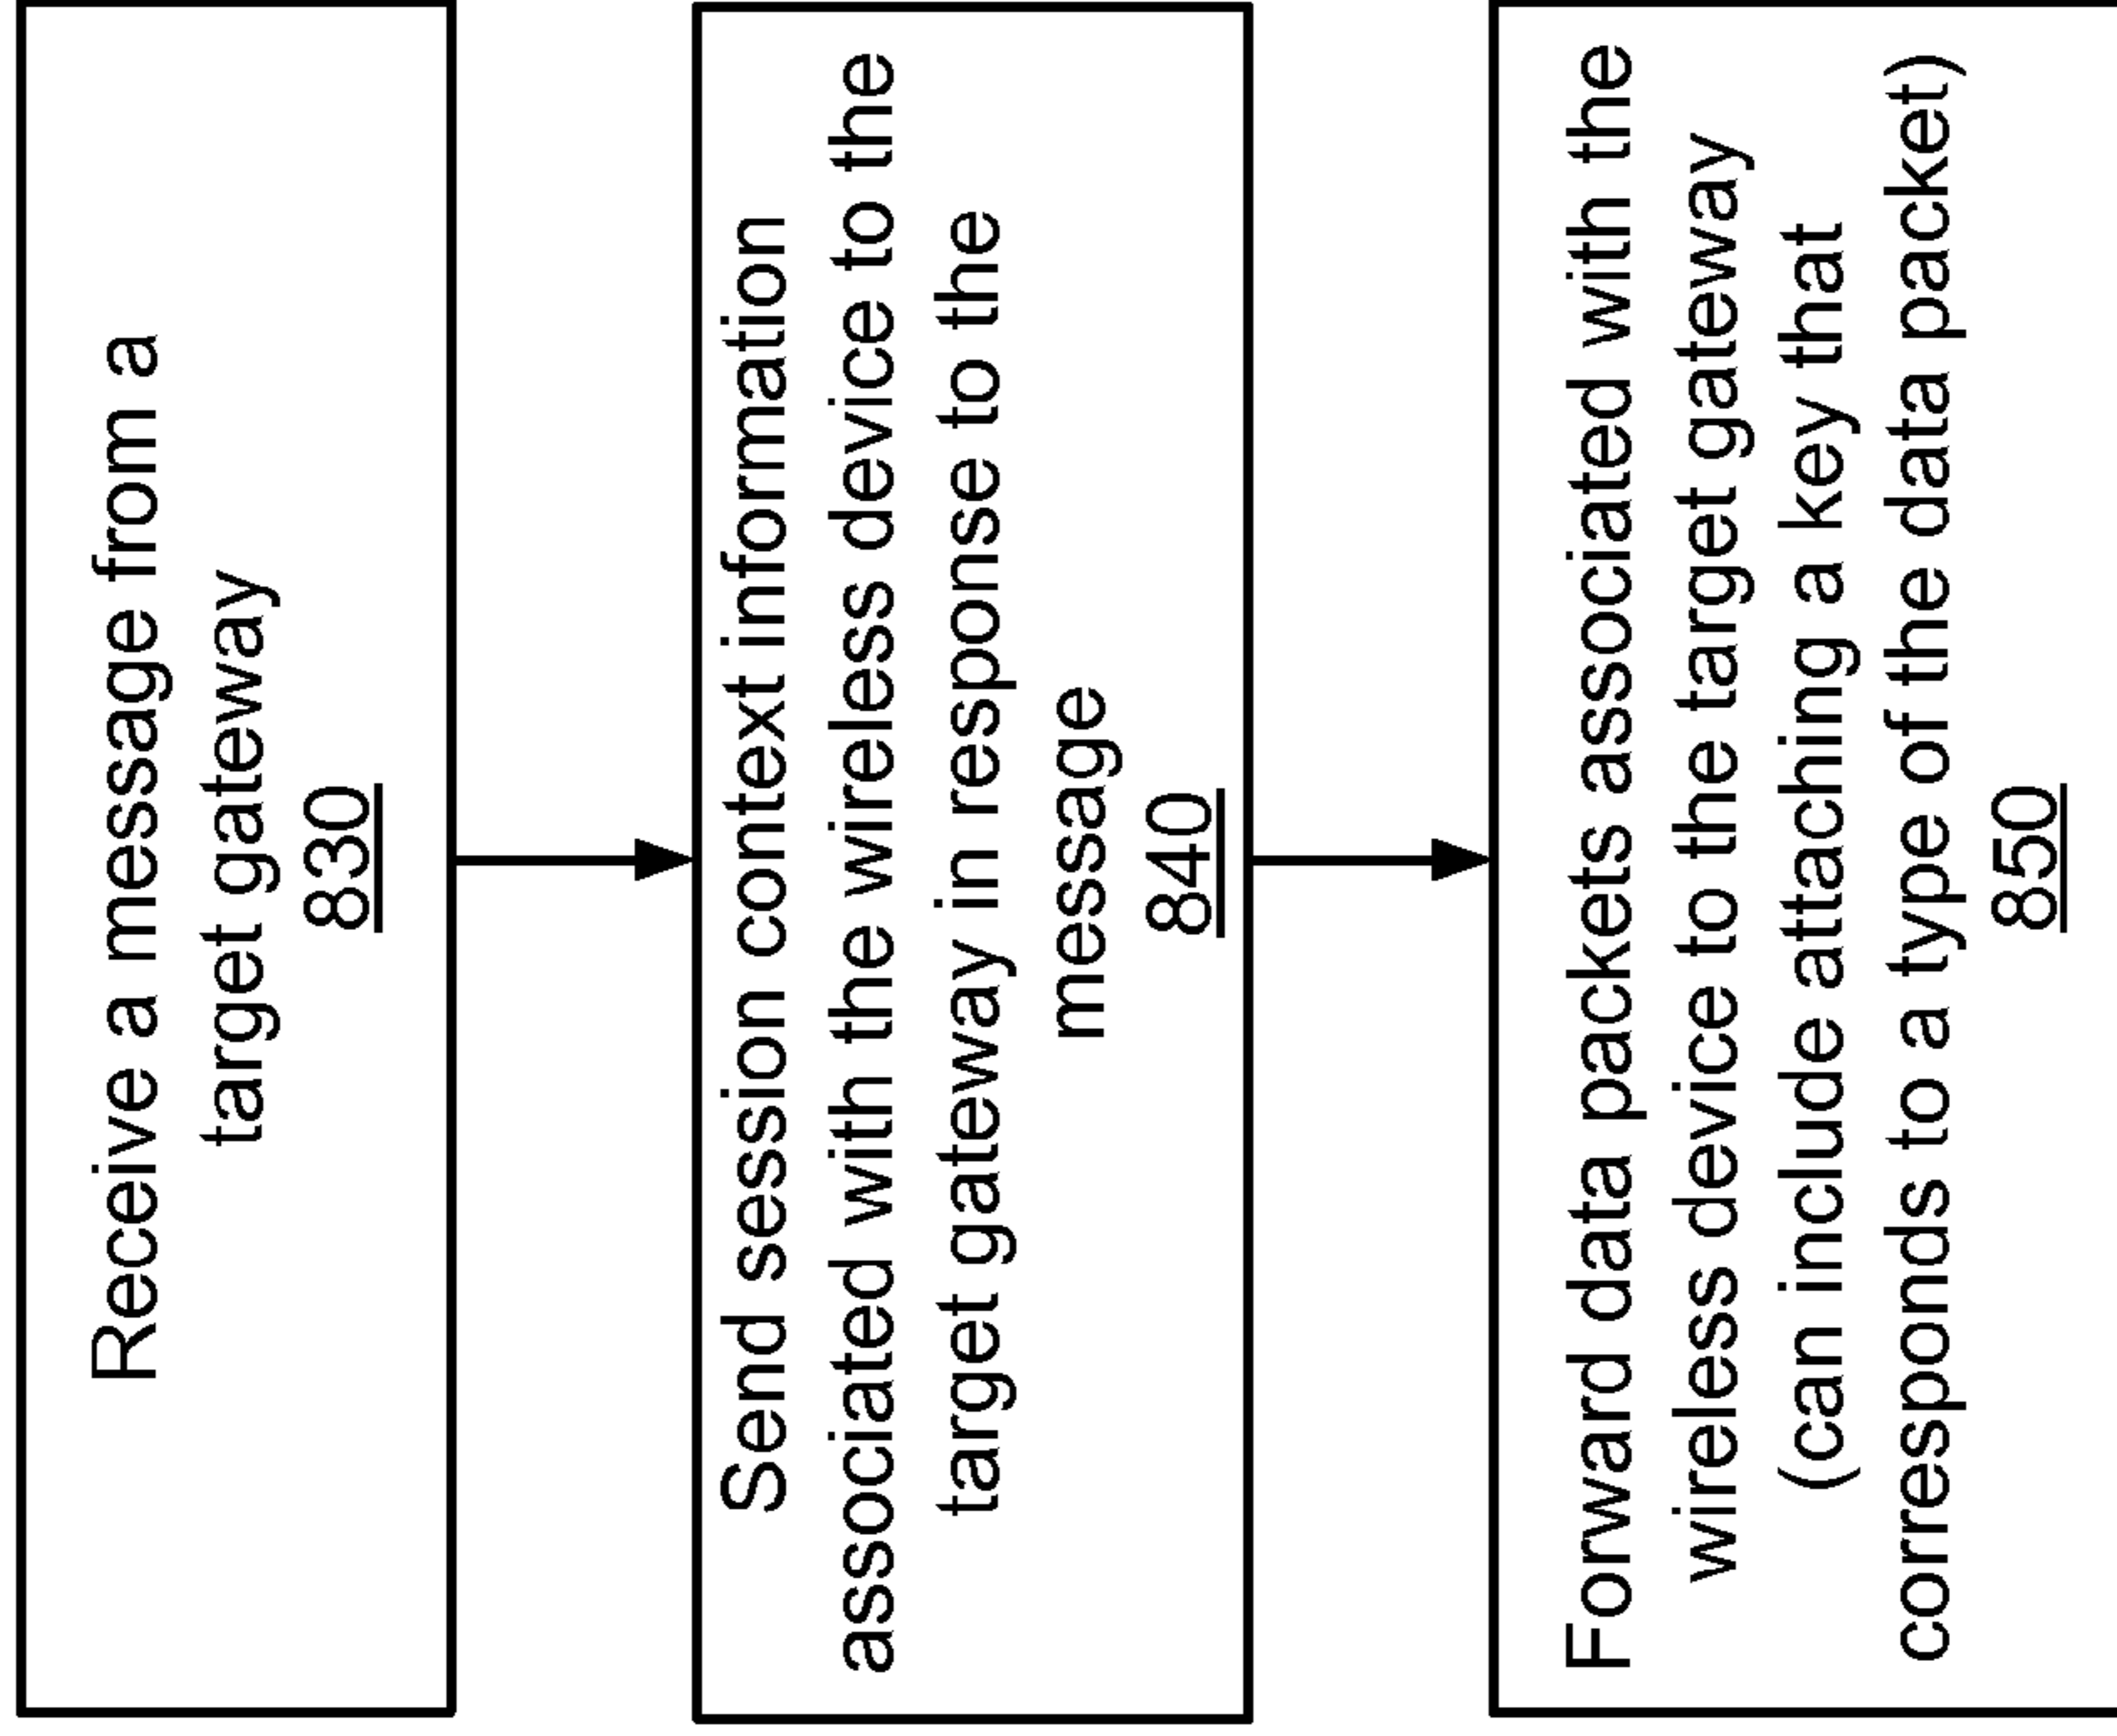 Receive a message from a
target gateway
830
Send session context information
associated with the wireless device to the
target gateway in response to the
message
840
Forward data packets associated with the
wireless device to the target gateway
(can include attaching a key that
corresponds to a type of the data packet)
850